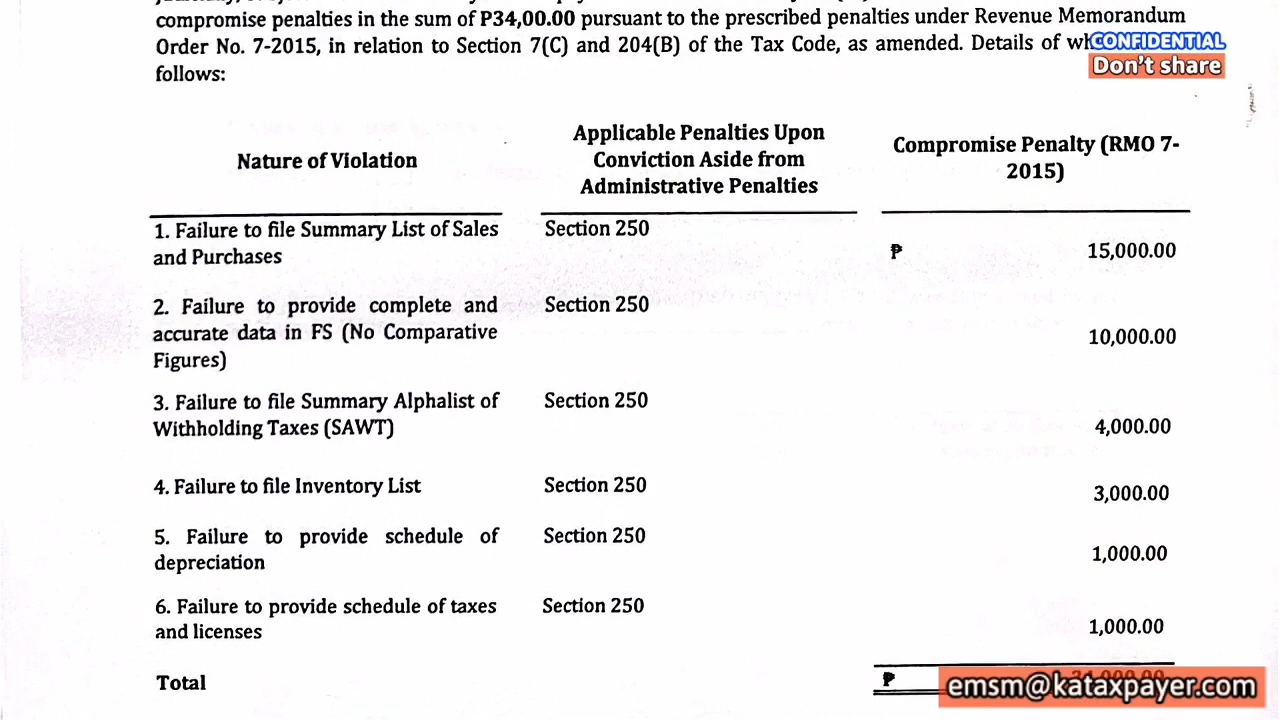 compromise penalties in the sum of P34,00.00 pursuant to the prescribed penalties under Revenue Memorandum
Order No. 7-2015, in relation to Section 7(C) and 204(B) of the Tax Code, as amended. Details of
follows:
CONFIDENTIAL
Don't share
Nature of Violation
Applicable Penalties Upon
Conviction Aside from
Administrative Penalties
Compromise Penalty (RMO 7-
2015)
1. Failure to file Summary List of Sales
and Purchases
Section 250
₱ 15,000.00
2. Failure to provide complete and
accurate data in FS (No Comparative
Figures)
Section 250
10,000.00
3. Failure to file Summary Alphalist of
Withholding Taxes (SAWT)
Section 250
4,000.00
4. Failure to file Inventory List
Section 250
3,000.00
5. Failure to provide schedule of
depreciation
Section 250
1,000.00
6. Failure to provide schedule of taxes
and licenses
Section 250
1,000.00
Total
₱
emsm@kataxpayer.com